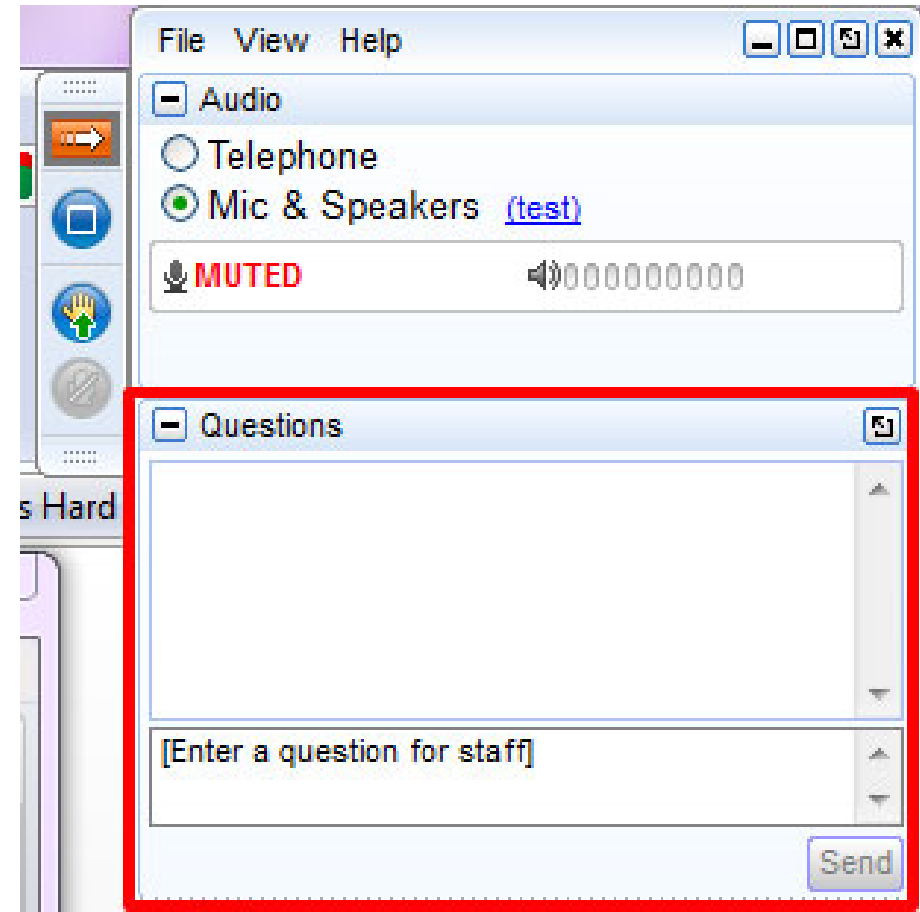 File View Help
Audio
Telephone
Mic & Speakers (test)
MUTED
Questions
s Hard
[Enter a question for staff]
Send